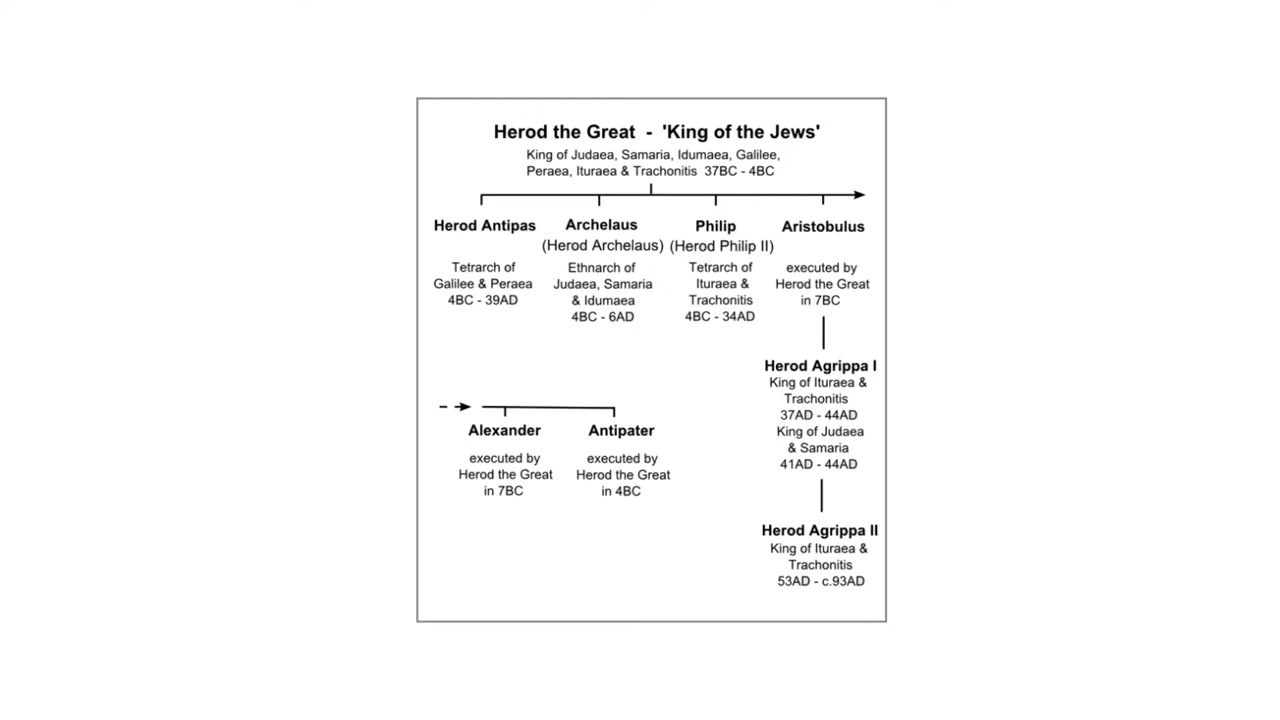 Herod the Great - 'King of the Jews'
King of Judaea, Samaria, Idumaea, Galilee,
Peraea, Ituraea & Trachonitis 37BC - 4BC
Herod Antipas
Tetrarch of
Galilee & Peraea
4BC - 39AD
Archelaus
(Herod Archelaus)
Ethnarch of
Judaea, Samaria
& Idumaea
4BC - 6AD
Philip
(Herod Philip II)
Tetrarch of
Ituraea &
Trachonitis
4BC - 34AD
Aristobulus
executed by
Herod the Great
in 7BC
Herod Agrippa I
King of Ituraea &
Trachonitis
37AD - 44AD
King of Judaea
& Samaria
41AD - 44AD
Herod Agrippa II
King of Ituraea &
Trachonitis
53AD - c.93AD
Alexander
executed by
Herod the Great
in 7BC
Antipater
executed by
Herod the Great
in 4BC